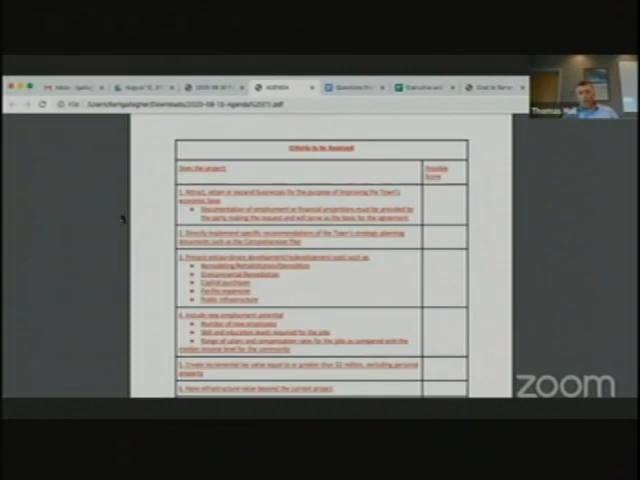 AGENDA
File
Thomas Hall
Criteria to be Assessed
Does the project:
Possible
Score
1. Attract, retain or expand businesses for the purpose of improving the Town's
economic base
Documentation of employment or financial projections must be provided by
the party making the request and will serve as the basis for the agreement
2. Directly implement specific recommendations of the Town's strategic planning
documents such as the Comprehensive Plan
3. Present extraordinary development/redevelopment costs such as
Remodeling/Rehabilitation/Demolition
Environmental Remediation
Capital purchases
Facility expansion
Public infrastructure
4. Include new employment potential
Number of new employees
Skill and education levels required for the jobs
Range of salary and compensation rates for the jobs as compared with the
median income level for the community
5. Create incremental tax value equal to or greater than $2 million, excluding personal
property
6. Have infrastructure value beyond the current project
zoom